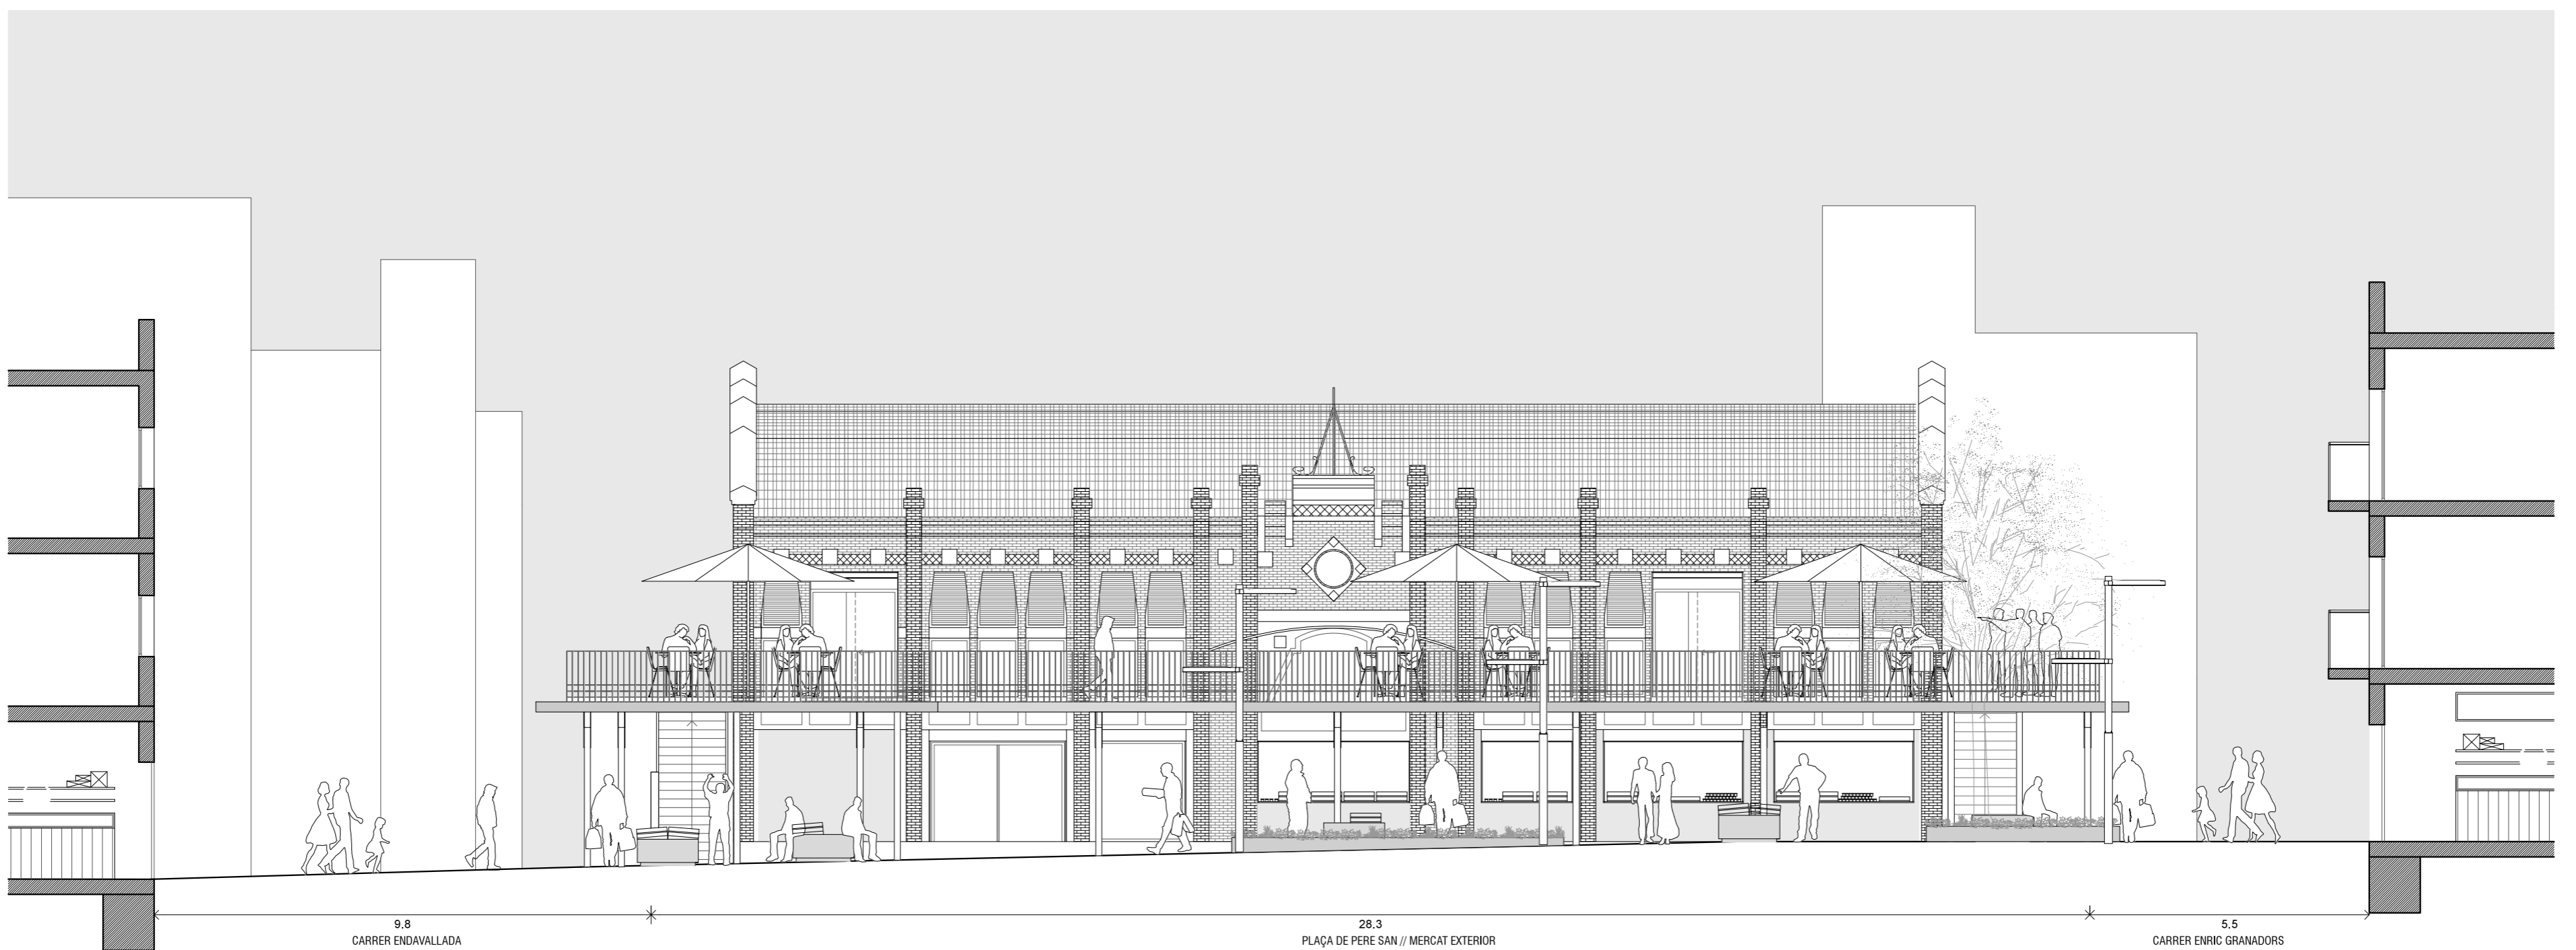 9.8
CARRER ENDAVALLADA
28.3
PLAÇA DE PERE SAN // MERCAT EXTERIOR
5.5
CARRER ENRIC GRANADORS